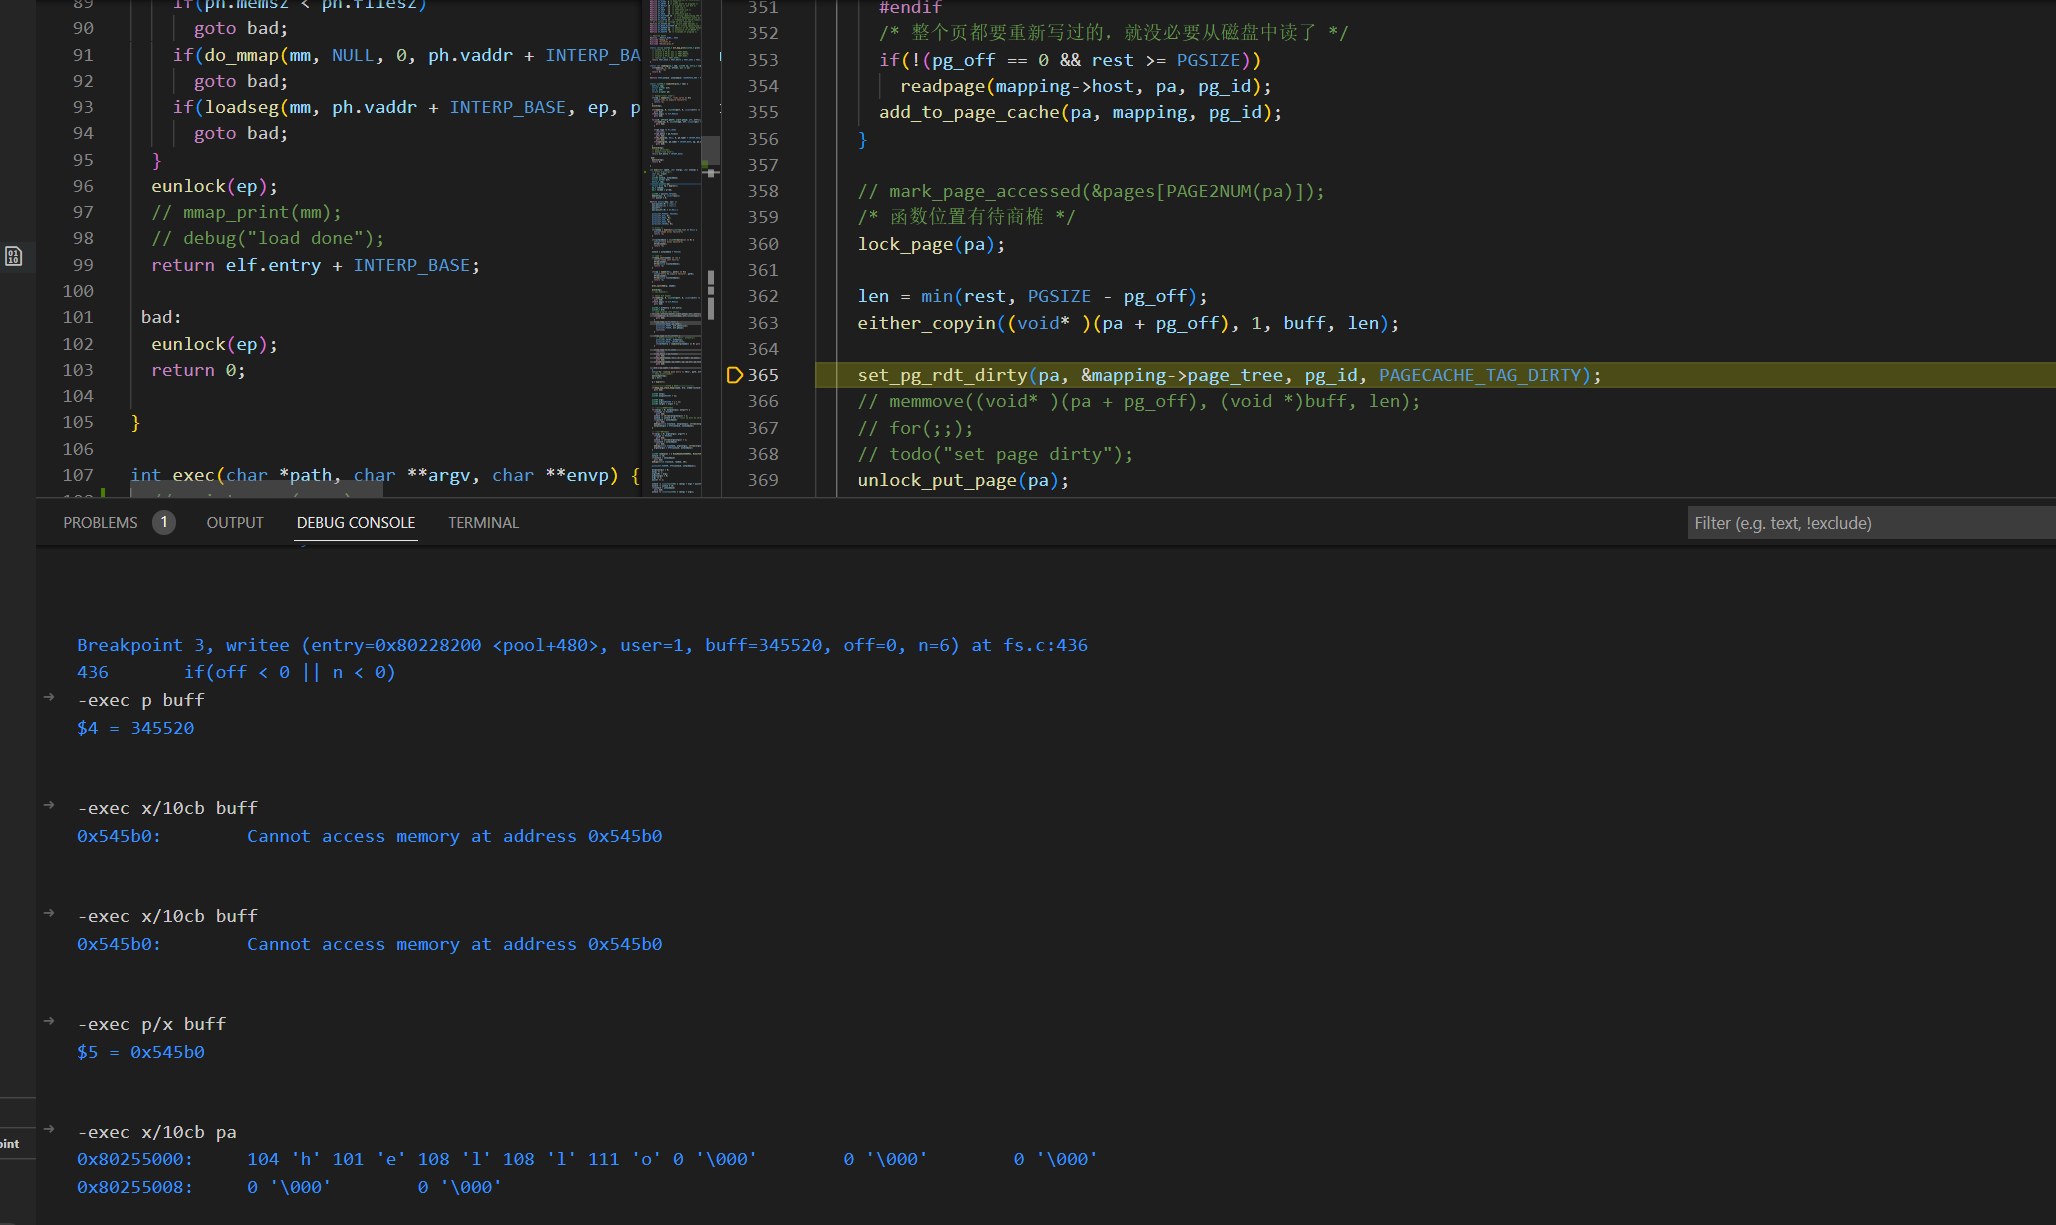 89 if(ph.memsz < ph.filesz)
90 goto bad;
91 if(do_mmap(mm, NULL, 0, ph.vaddr + INTERP_BA
92 goto bad;
93 if(loadseg(mm, ph.vaddr + INTERP_BASE, ep, p
94 goto bad;
95 }
96 eunlock(ep);
97 // mmap_print(mm);
98 // debug("load done");
99 return elf.entry + INTERP_BASE;
100
101 bad:
102 eunlock(ep);
103 return 0;
104
105 }
106
107 int exec(char *path, char **argv, char **envp) {
351 #endif
352 /* 整个页都要重新写过的，就没必要从磁盘中读了 */
353 if(!(pg_off == 0 && rest >= PGSIZE))
354 readpage(mapping->host, pa, pg_id);
355 add_to_page_cache(pa, mapping, pg_id);
356 }
357
358 // mark_page_accessed(&pages[PAGE2NUM(pa)]);
359 /* 函数位置有待商榷 */
360 lock_page(pa);
361
362 len = min(rest, PGSIZE - pg_off);
363 either_copyin((void* )(pa + pg_off), 1, buff, len);
364
365 set_pg_rdt_dirty(pa, &mapping->page_tree, pg_id, PAGECACHE_TAG_DIRTY);
366 // memmove((void* )(pa + pg_off), (void *)buff, len);
367 // for(;;);
368 // todo("set page dirty");
369 unlock_put_page(pa);
PROBLEMS 1 OUTPUT DEBUG CONSOLE TERMINAL
Filter (e.g. text, !exclude)
Breakpoint 3, writee (entry=0x80228200 <pool+480>, user=1, buff=345520, off=0, n=6) at fs.c:436
436 if(off < 0 || n < 0)
-exec p buff
$4 = 345520
-exec x/10cb buff
0x545b0: Cannot access memory at address 0x545b0
-exec x/10cb buff
0x545b0: Cannot access memory at address 0x545b0
-exec p/x buff
$5 = 0x545b0
-exec x/10cb pa
0x80255000: 104 'h' 101 'e' 108 'l' 108 'l' 111 'o' 0 '\000' 0 '\000' 0 '\000'
0x80255008: 0 '\000' 0 '\000'
oint